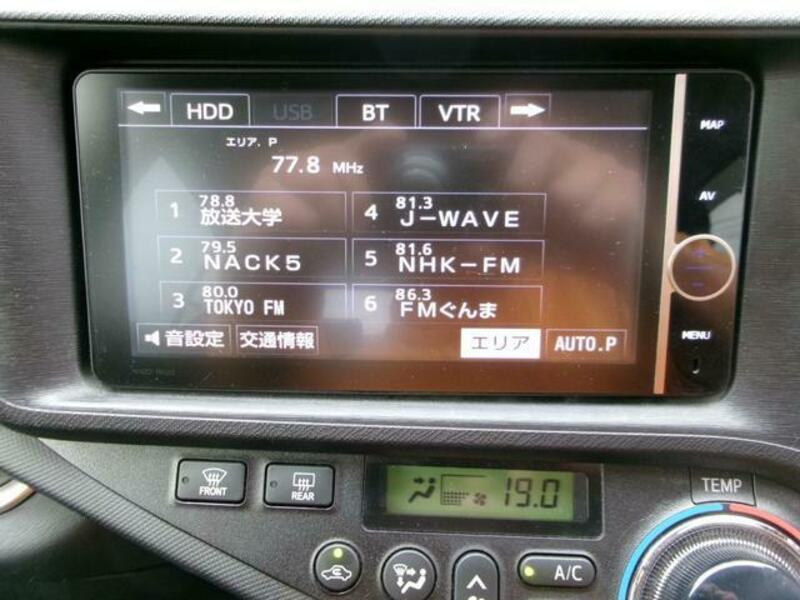 HDD USB BT VTR
エリア. P
77.8 MHz
1 78.8 放送大学
4 81.3 J-WAVE
2 79.5 NACK5
5 81.6 NHK-FM
3 80.0 TOKYO FM
6 86.3 FMぐんま
音設定 交通情報 エリア AUTO.P
MAP
AV
+
-
MENU
FRONT
REAR
19.0
TEMP
A/C